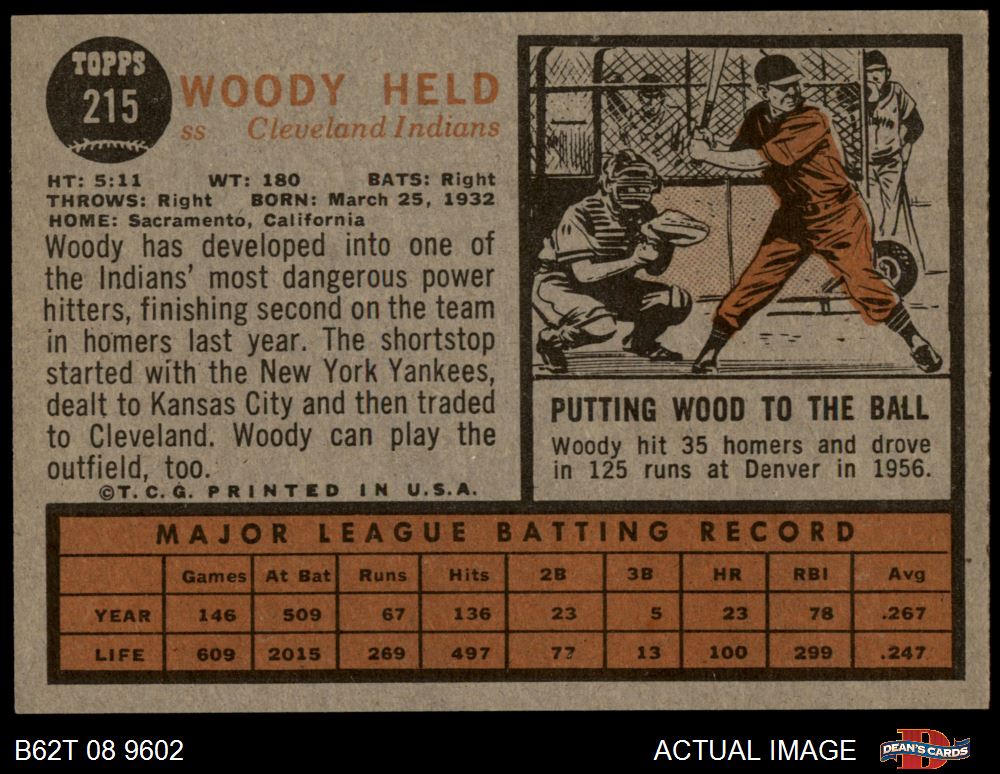 TOPPS
215
WOODY HELD
ss Cleveland Indians
HT: 5:11 WT: 180 BATS: Right
THROWS: Right BORN: March 25, 1932
HOME: Sacramento, California
Woody has developed into one of
the Indians' most dangerous power
hitters, finishing second on the team
in homers last year. The shortstop
started with the New York Yankees,
dealt to Kansas City and then traded
to Cleveland. Woody can play the
outfield, too.
©T.C.G. PRINTED IN U.S.A.
PUTTING WOOD TO THE BALL
Woody hit 35 homers and drove
in 125 runs at Denver in 1956.
MAJOR LEAGUE BATTING RECORD
Games At Bat Runs Hits 2B 3B HR RBI Avg
YEAR 146 509 67 136 23 5 23 78 .267
LIFE 609 2015 269 497 77 13 100 299 .247
B62T 08 9602
ACTUAL IMAGE
D
DEAN'S CARDS